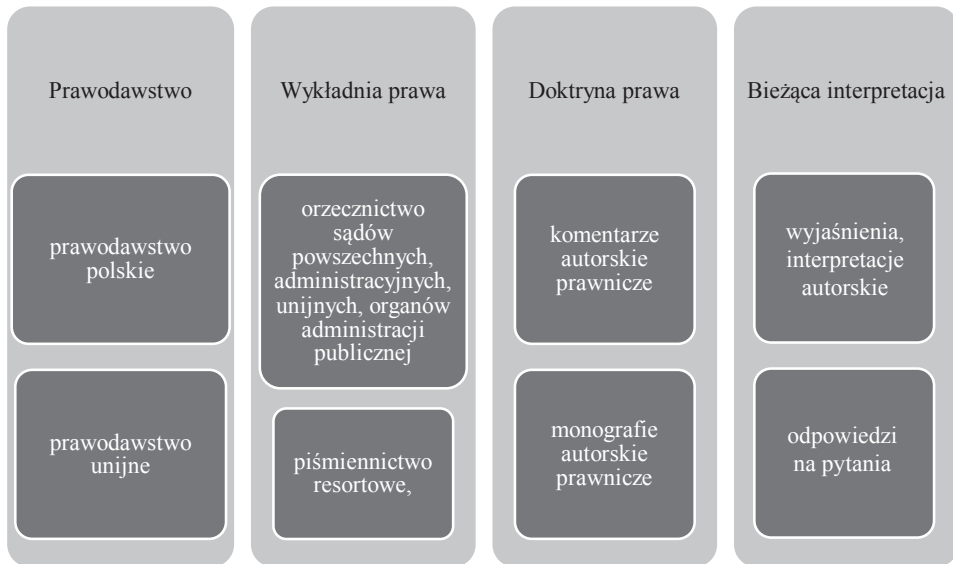 Prawodawstwo
prawodawstwo
polskie
prawodawstwo
unijne
Wykładnia prawa
orzecznictwo
sądów
powszechnych,
administracyjnych,
unijnych, organów
administracji
publicznej
piśmiennictwo
resortowe,
Doktryna prawa
komentarze
autorskie
prawnicze
monografie
autorskie
prawnicze
Bieżąca interpretacja
wyjaśnienia,
interpretacje
autorskie
odpowiedzi
na pytania